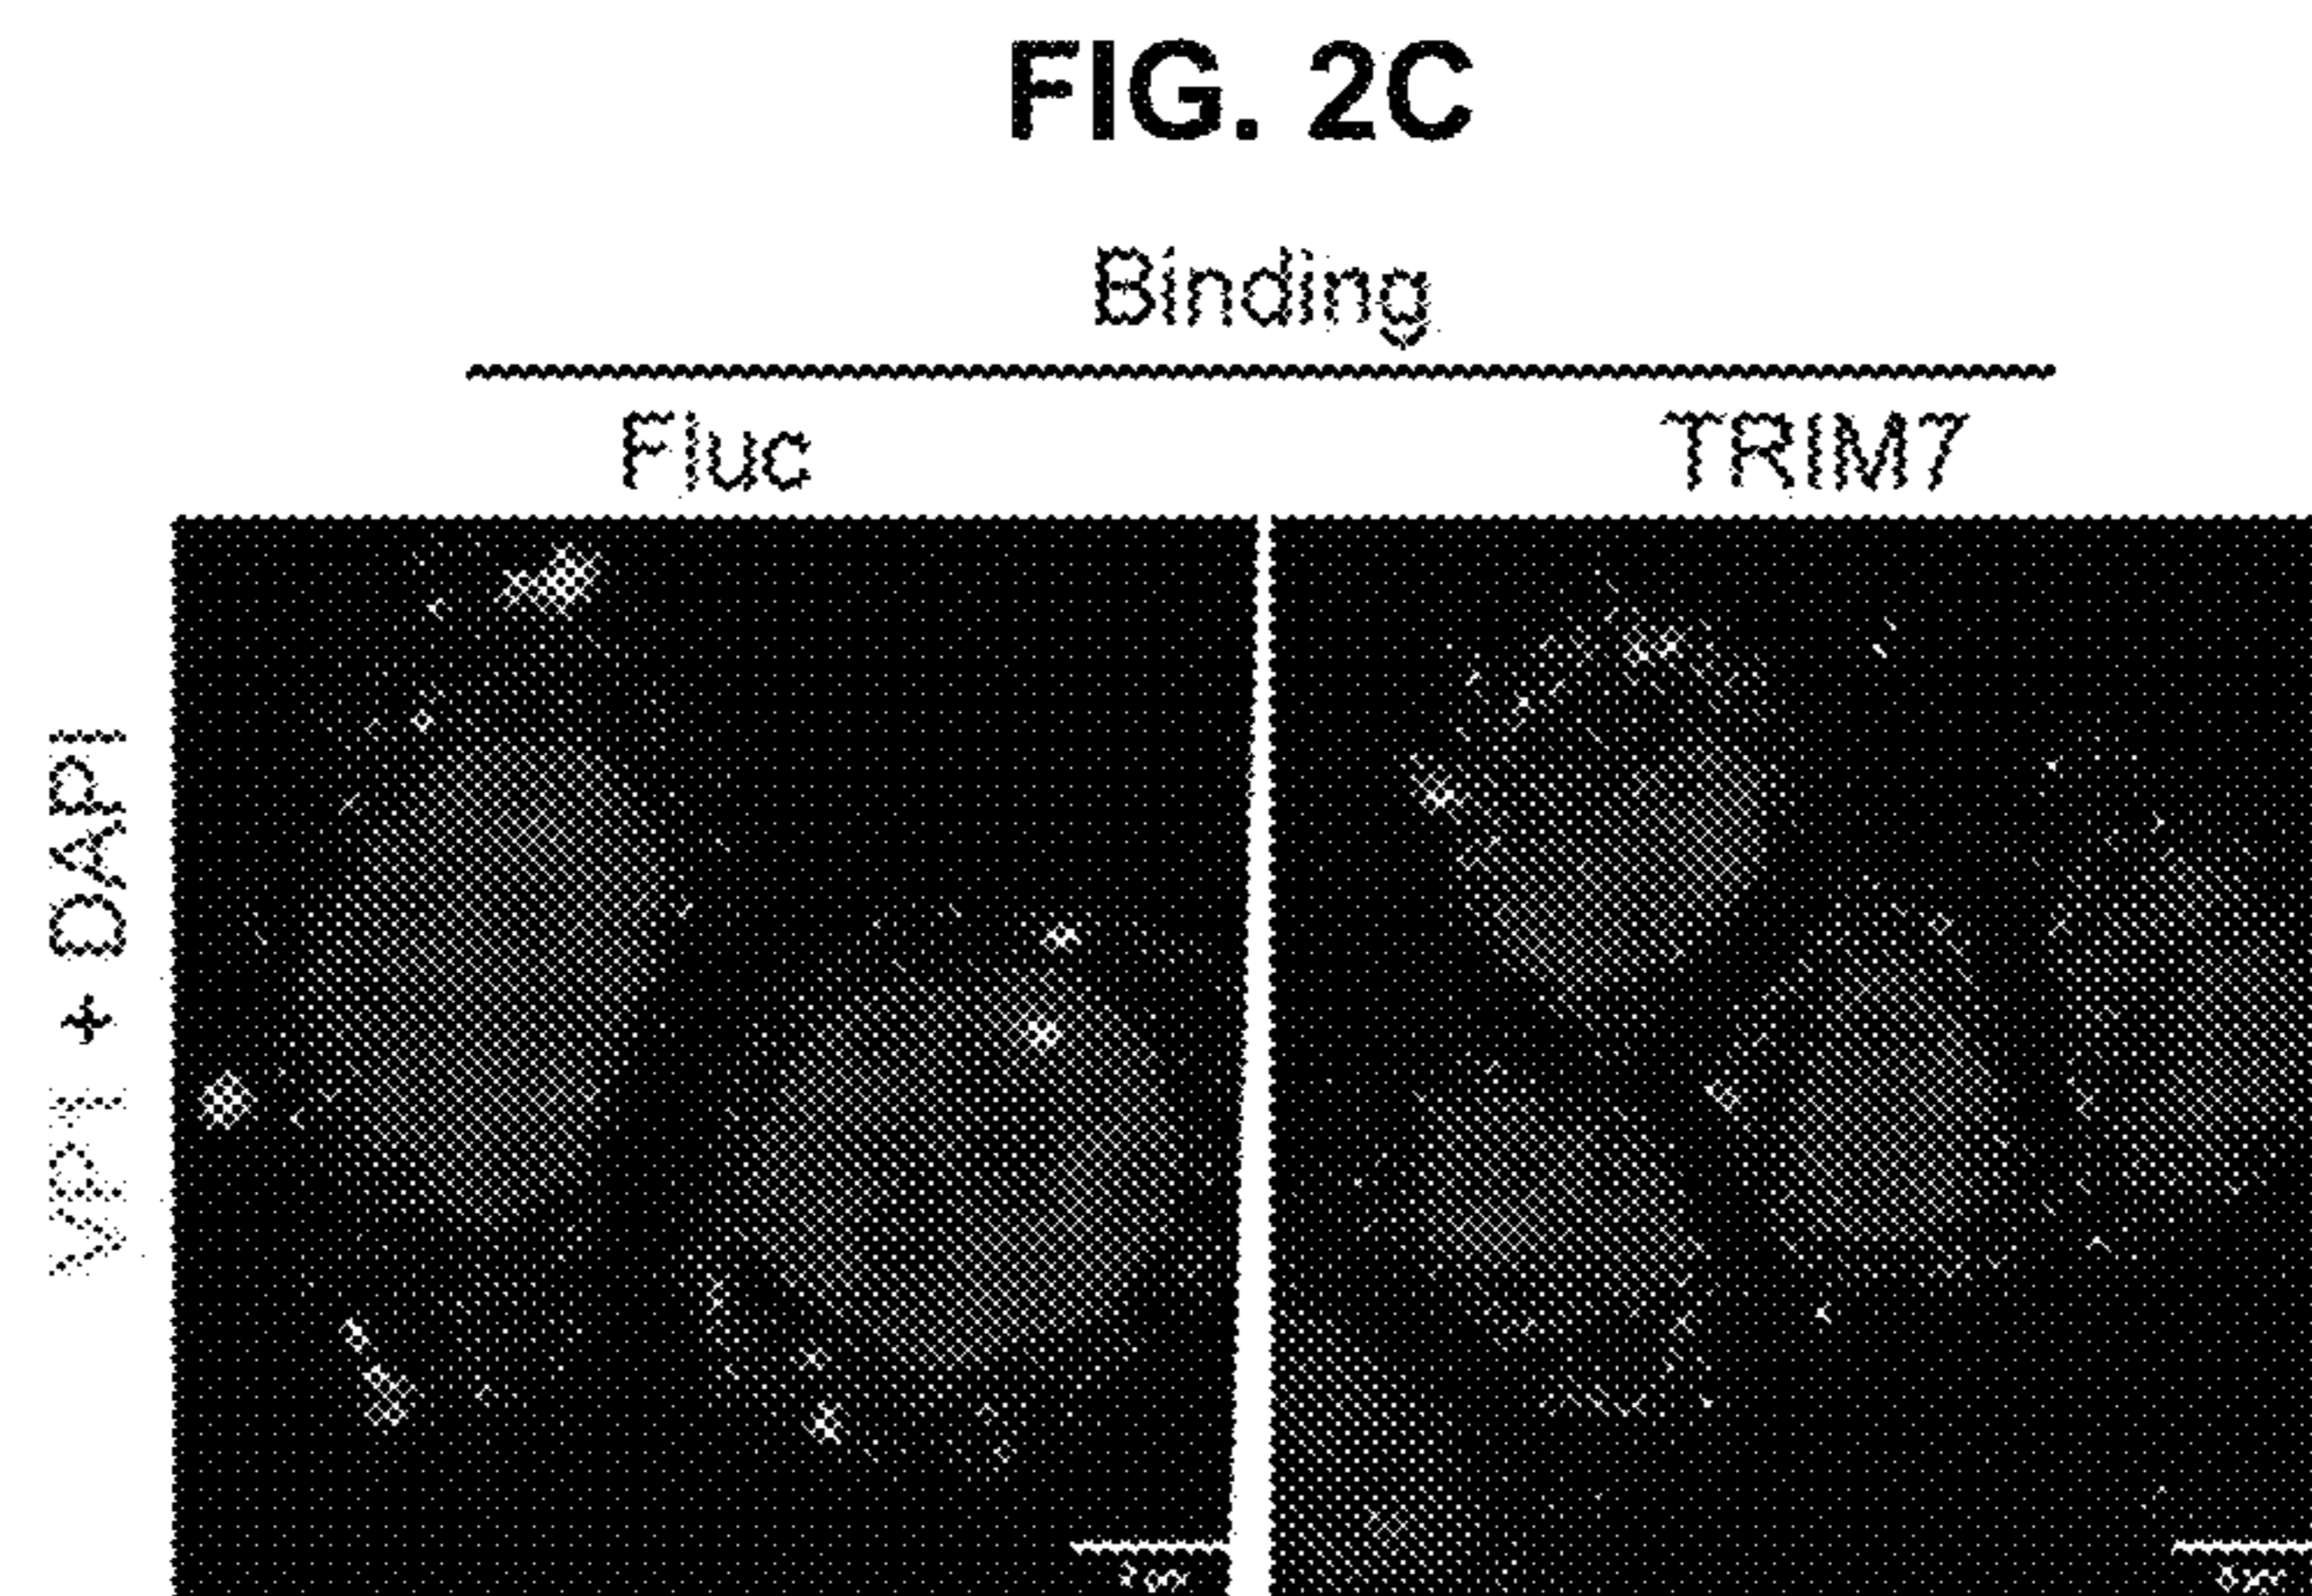 FIG. 2C
Binding
Fluc TRIM7
VP1 + DAPI